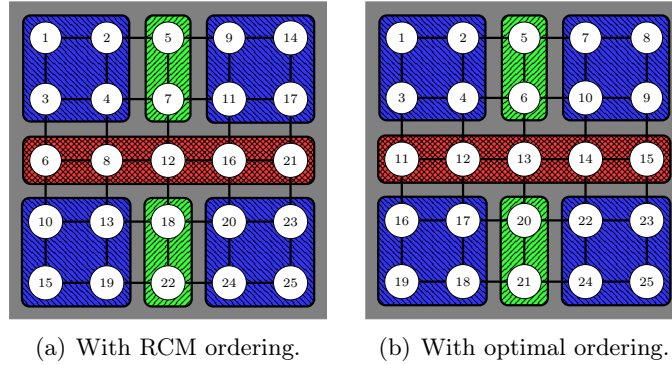 1 2 5 9 14
3 4 7 11 17
6 8 12 16 21
10 13 18 20 23
15 19 22 24 25
(a) With RCM ordering.
1 2 5 7 8
3 4 6 10 9
11 12 13 14 15
16 17 20 22 23
19 18 21 24 25
(b) With optimal ordering.